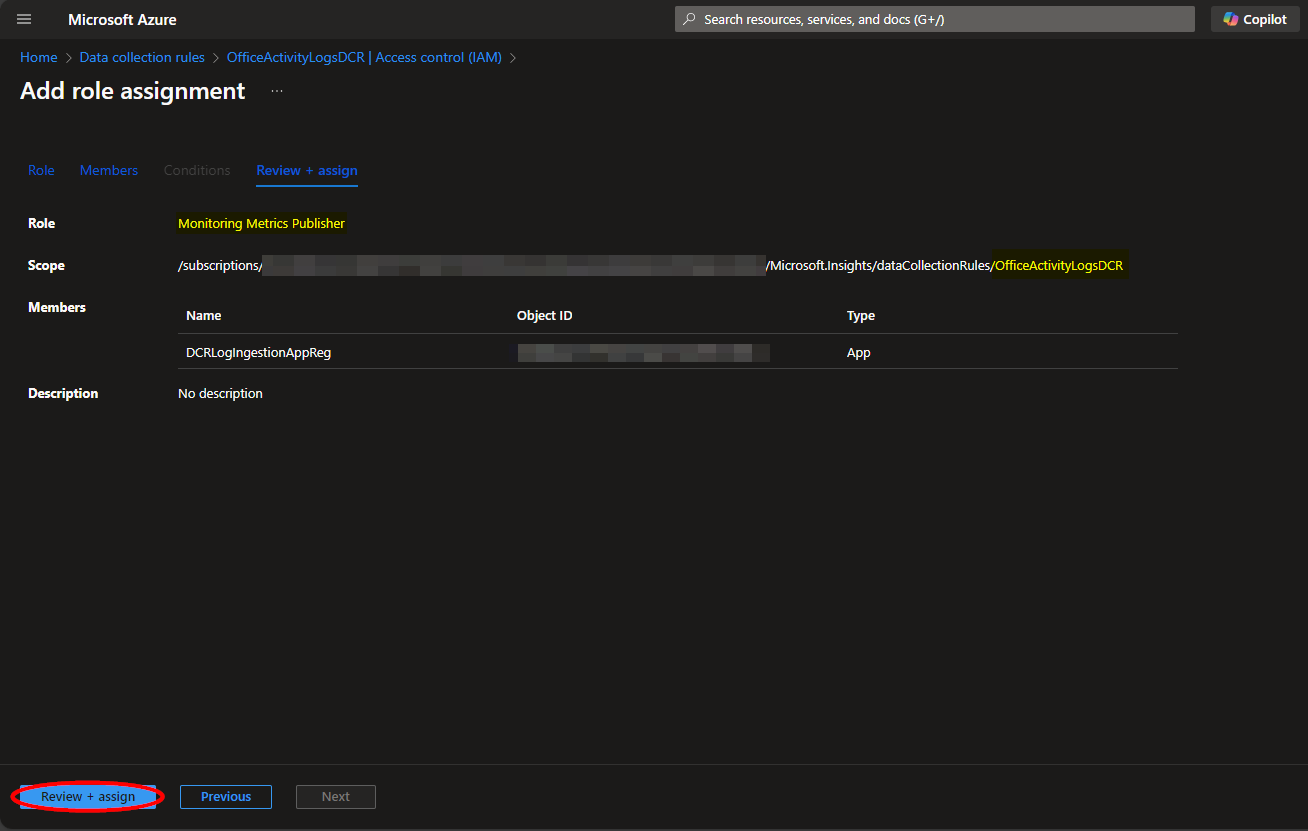 Microsoft Azure
Search resources, services, and docs (G+/)
Copilot
Home > Data collection rules > OfficeActivityLogsDCR | Access control (IAM) >
Add role assignment ...
Role Members Conditions Review + assign
Role Monitoring Metrics Publisher
Scope /subscriptions/ /Microsoft.Insights/dataCollectionRules/OfficeActivityLogsDCR
Members
Name Object ID Type
DCRLogIngestionAppReg App
Description No description
Review + assign Previous Next